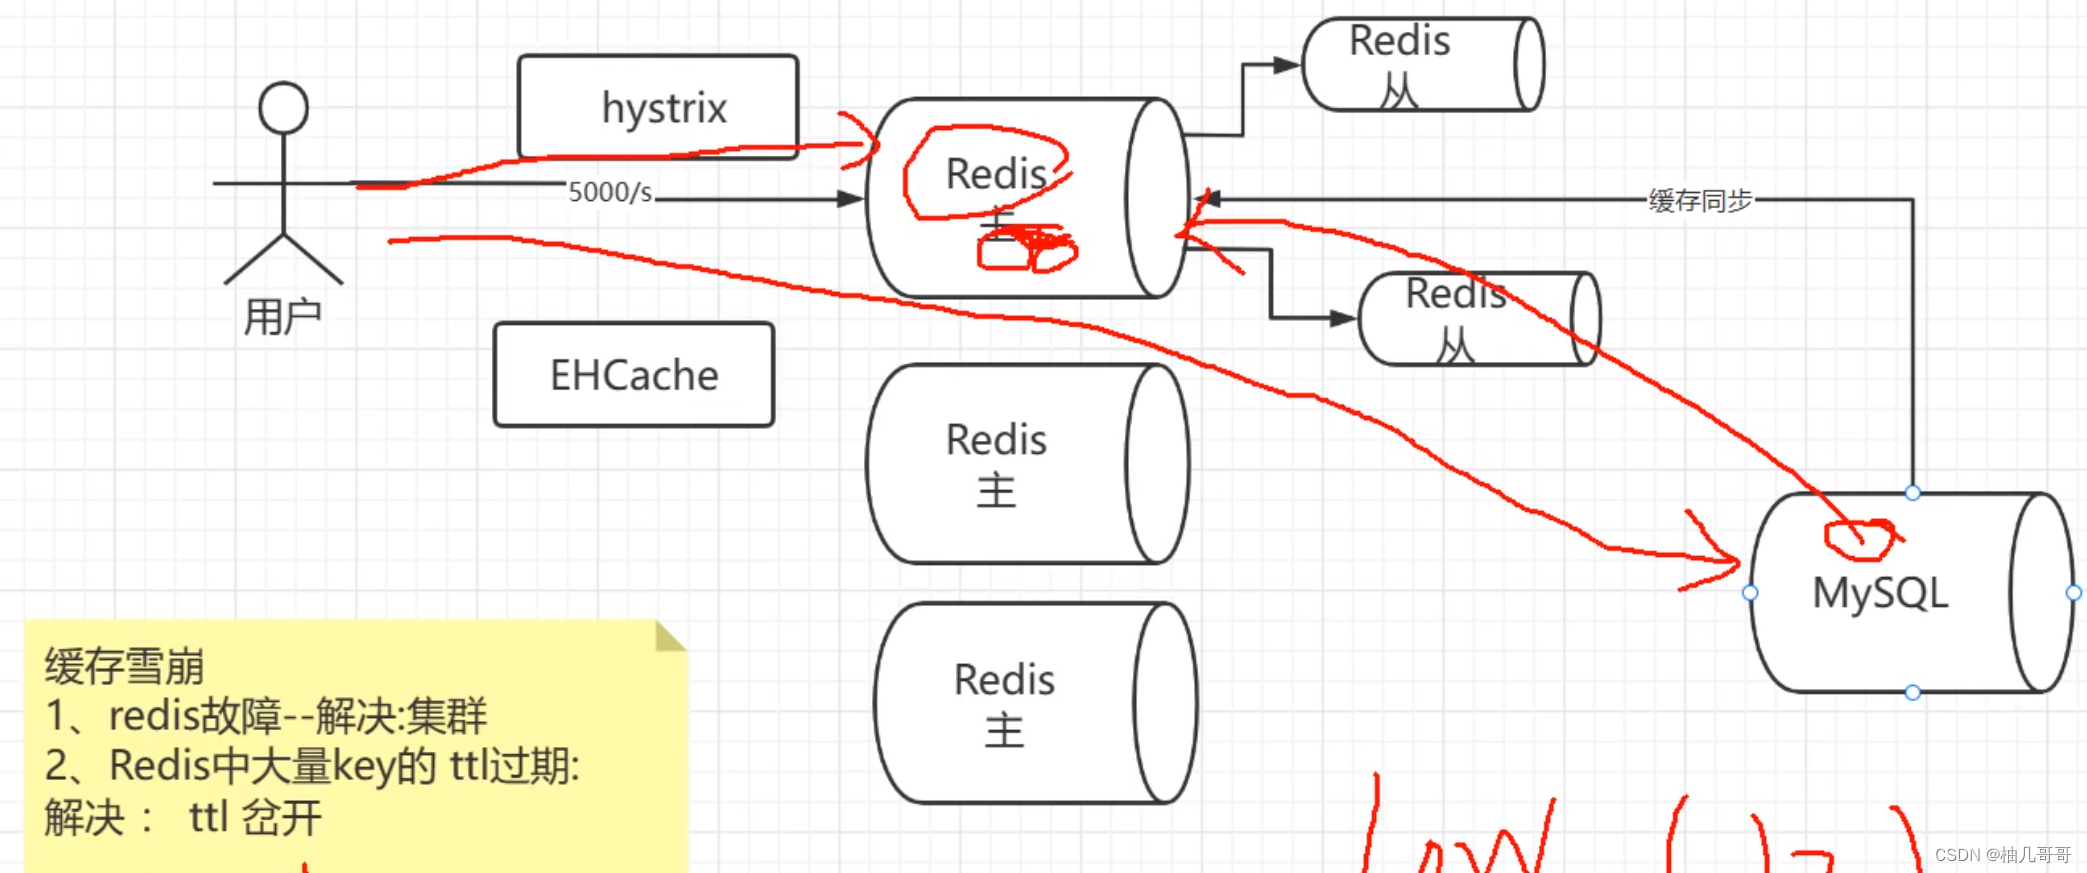 Redis
从
hystrix
Redis
主
5000/s
缓存同步
用户
Redis
从
EHCache
Redis
主
MySQL
缓存雪崩
1、redis故障--解决:集群
2、Redis中大量key的 ttl过期:
解决： ttl 岔开
Redis
主
CSDN @柚几哥哥